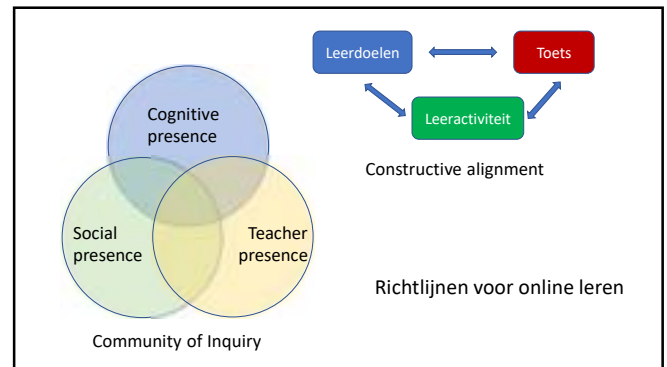 Leerdoelen
Toets
Leeractiviteit
Constructive alignment
Cognitive
presence
Social
presence
Teacher
presence
Community of Inquiry
Richtlijnen voor online leren